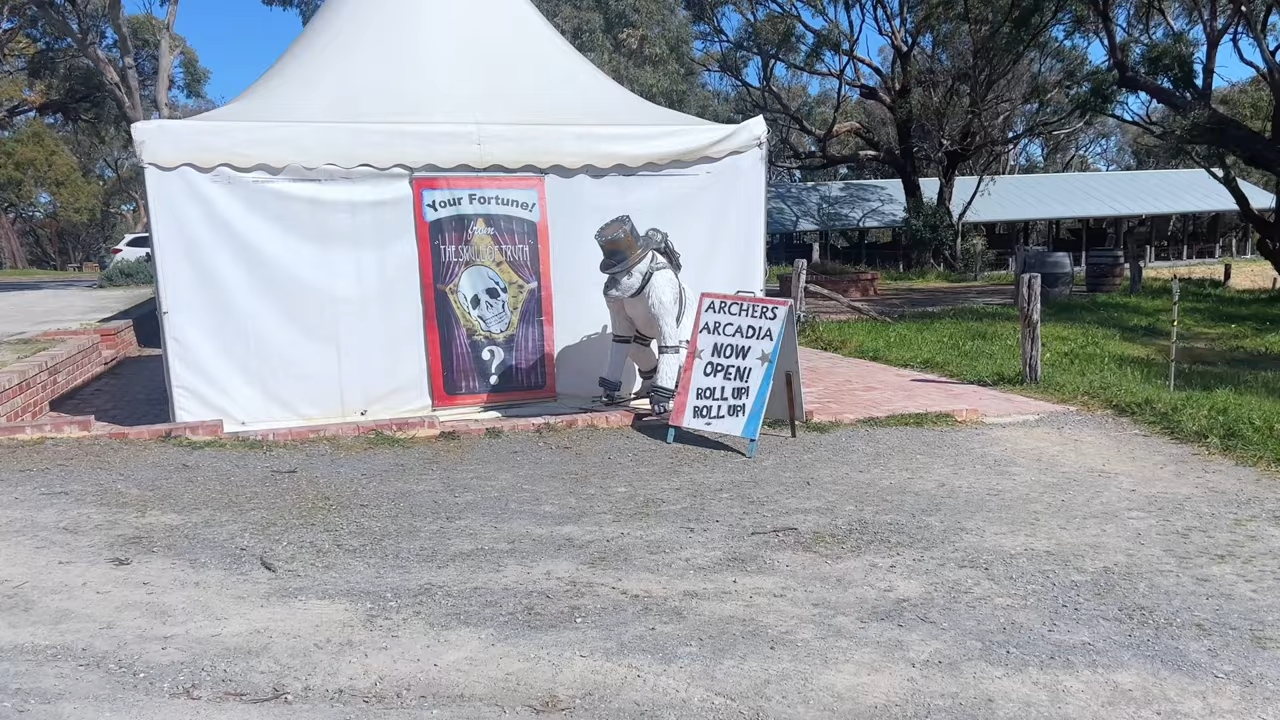 Your Fortune!
from
THE SKULL OF TRUTH
?
ARCHERS
ARCADIA
NOW
OPEN!
ROLL UP!
ROLL UP!